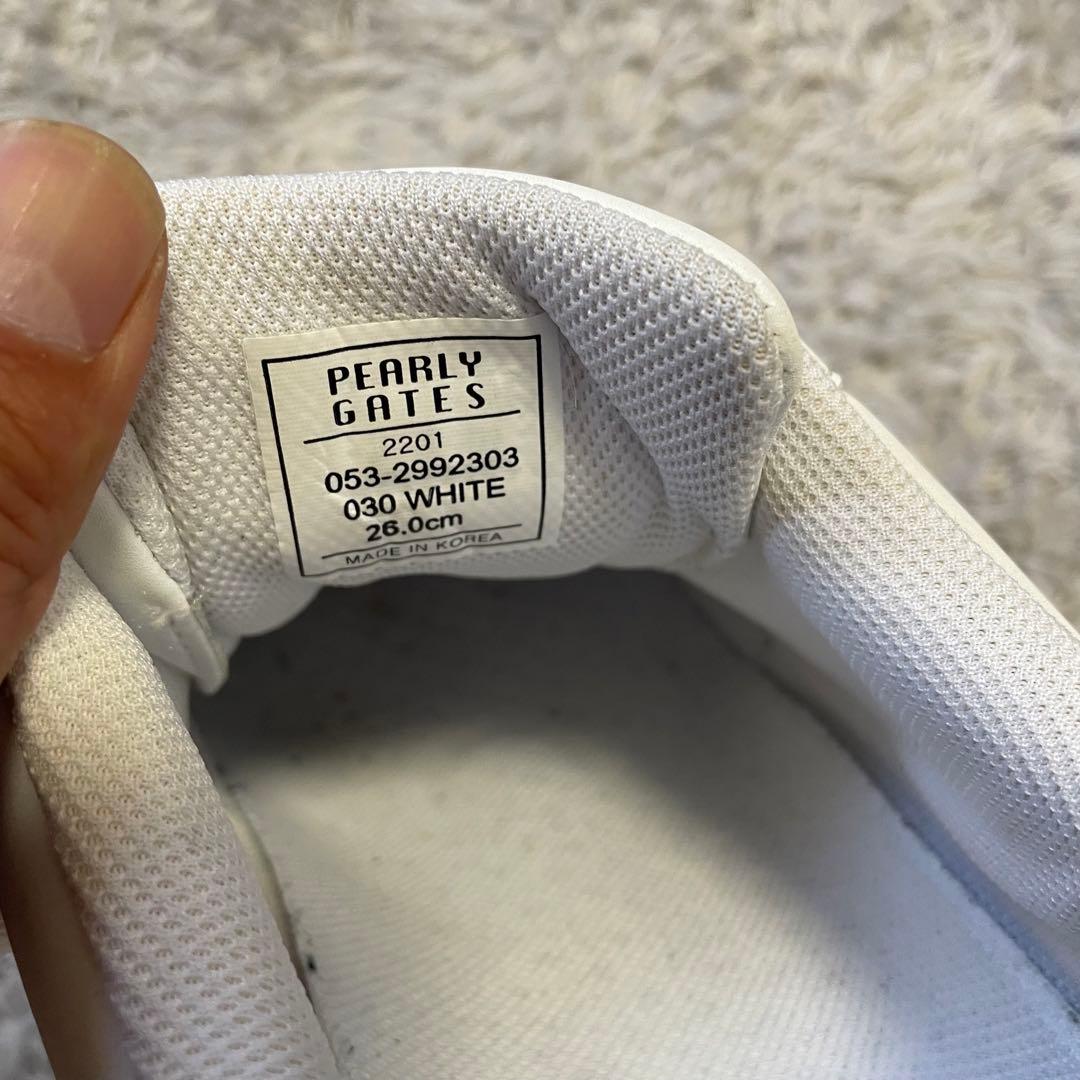 PEARLY
GATES
2201
053-2992303
030 WHITE
26.0cm
MADE IN KOREA